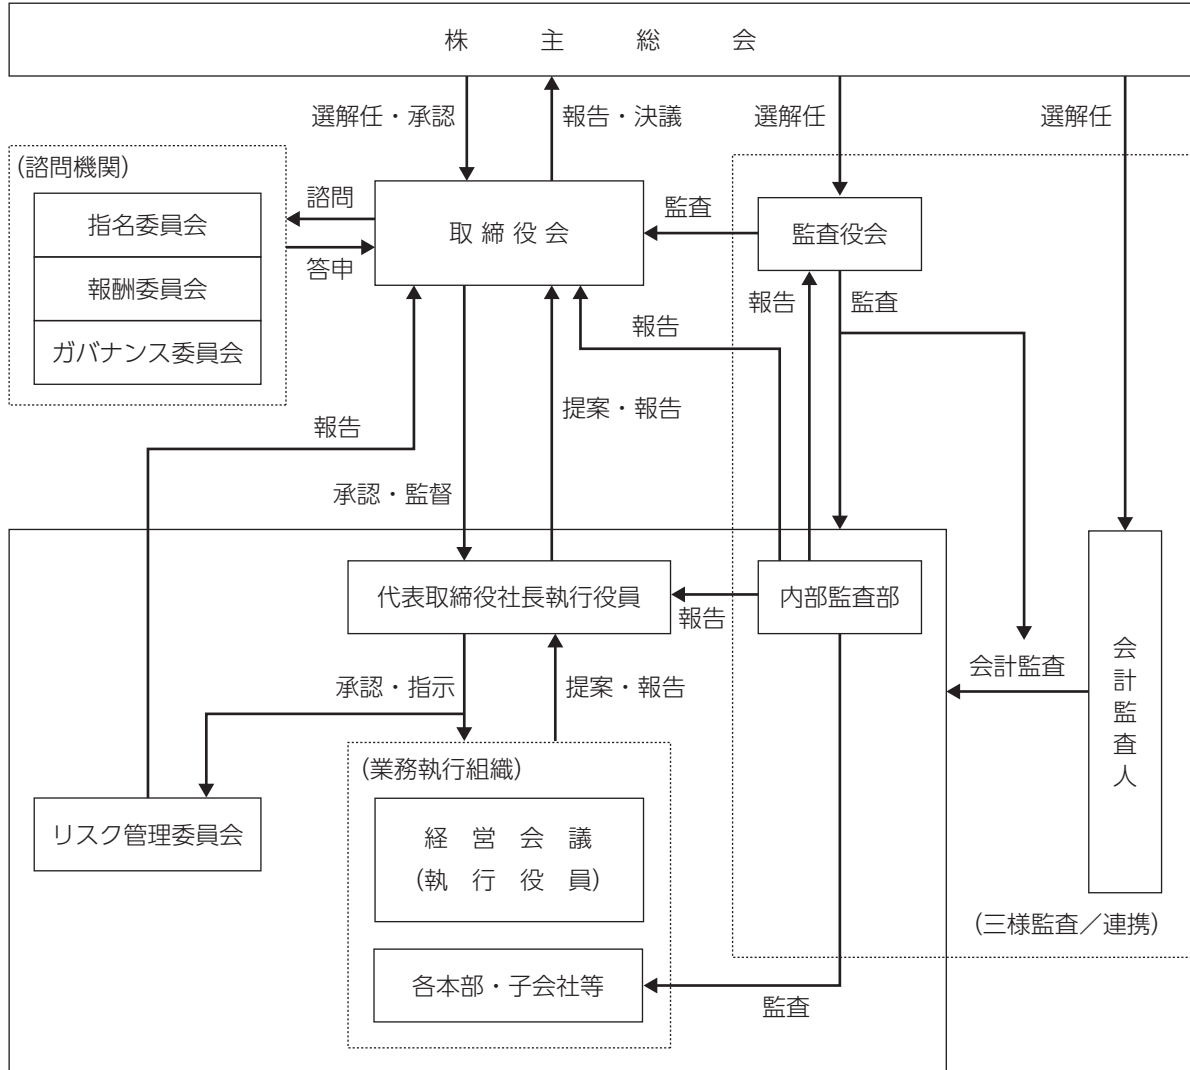 株主総会
選解任・承認
報告・決議
選解任
選解任
(諮問機関)
指名委員会
報酬委員会
ガバナンス委員会
諮問
答申
取締役会
監査
監査役会
報告
監査
報告
報告
提案・報告
承認・監督
代表取締役社長執行役員
報告
内部監査部
会計監査
会計監査人
承認・指示
提案・報告
(業務執行組織)
経営会議
(執行役員)
リスク管理委員会
各本部・子会社等
監査
(三様監査／連携)